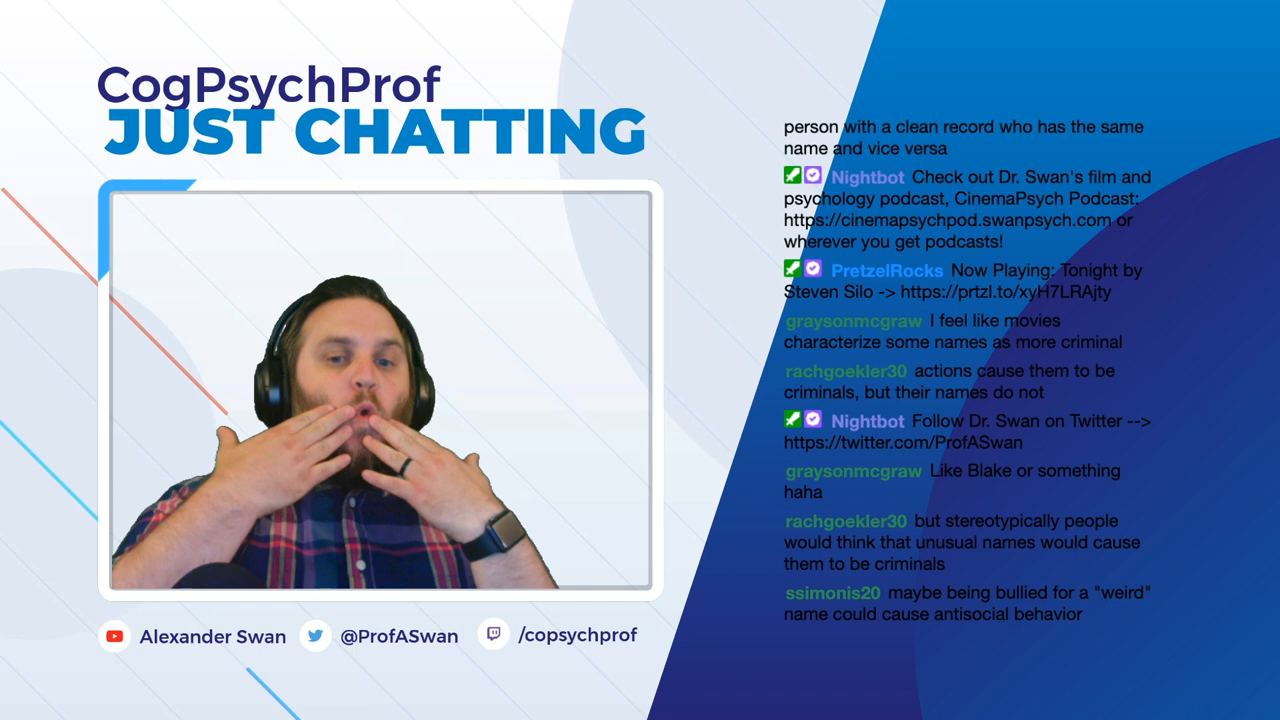 CogPsychProf
JUST CHATTING
Alexander Swan
@ProfASwan
/copsychprof
person with a clean record who has the same
name and vice versa
Nightbot Check out Dr. Swan's film and
psychology podcast, CinemaPsych Podcast:
https://cinemapsychpod.swanpsych.com or
wherever you get podcasts!
PretzelRocks Now Playing: Tonight by
Steven Silo -> https://prtzl.to/xyH7LRAjty
graysonmcgraw I feel like movies
characterize some names as more criminal
rachgoekler30 actions cause them to be
criminals, but their names do not
Nightbot Follow Dr. Swan on Twitter -->
https://twitter.com/ProfASwan
graysonmcgraw Like Blake or something
haha
rachgoekler30 but stereotypically people
would think that unusual names would cause
them to be criminals
ssimonis20 maybe being bullied for a "weird"
name could cause antisocial behavior